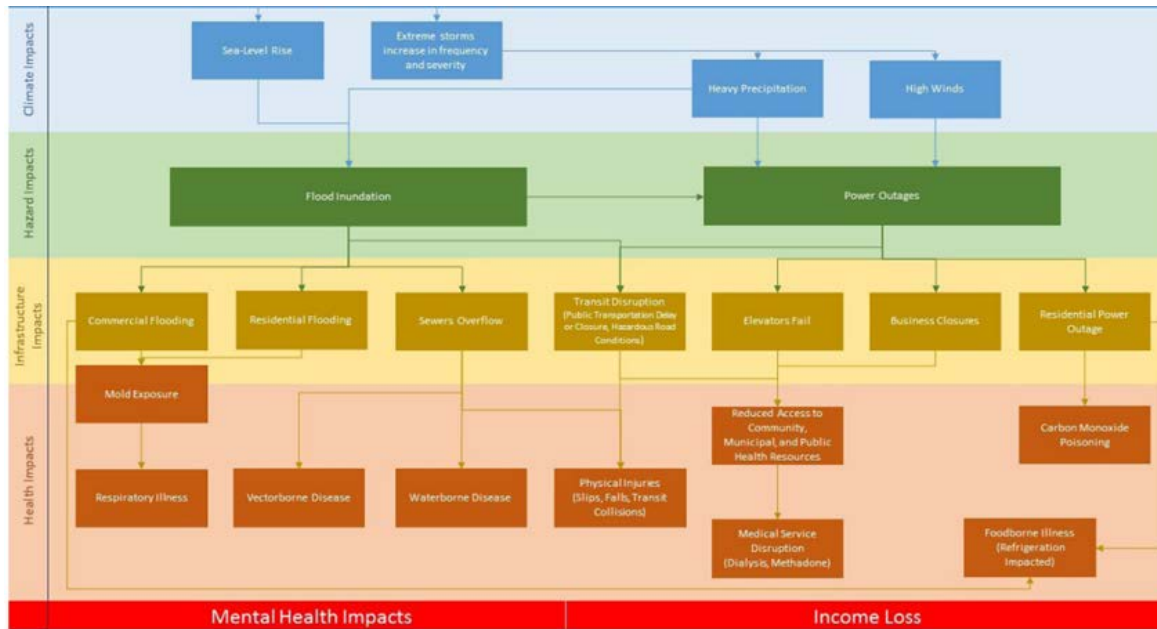 Climate Impacts
Sea-Level Rise
Extreme storms
increase in frequency
and severity
Heavy Precipitation
High Winds
Hazard Impacts
Flood Inundation
Power Outages
Infrastructure
Impacts
Commercial Flooding
Residential Flooding
Sewers Overflow
Transit Disruption
(Public Transportation Delay
or Closure, Hazardous Road
Conditions)
Elevators Fail
Business Closures
Residential Power
Outage
Health Impacts
Mold Exposure
Reduced Access to
Community,
Municipal, and Public
Health Resources
Carbon Monoxide
Poisoning
Respiratory Illness
Vectorborne Disease
Waterborne Disease
Physical Injuries
(Slips, Falls, Transit
Collisions)
Medical Service
Disruption
(Dialysis, Methadone)
Foodborne Illness
(Refrigeration
Impacted)
Mental Health Impacts
Income Loss